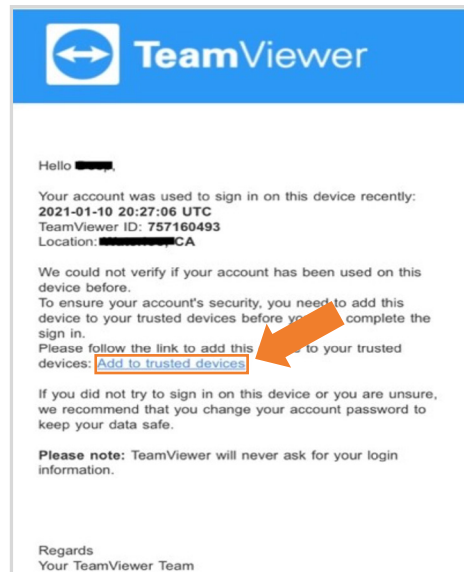 TeamViewer
Hello
Your account was used to sign in on this device recently:
2021-01-10 20:27:06 UTC
TeamViewer ID: 757160493
Location: CA
We could not verify if your account has been used on this
device before.
To ensure your account's security, you need to add this
device to your trusted devices before complete the
sign in.
Please follow the link to add this to your trusted
devices: Add to trusted devices
If you did not try to sign in on this device or you are unsure,
we recommend that you change your account password to
keep your data safe.
Please note: TeamViewer will never ask for your login
information.
Regards
Your TeamViewer Team